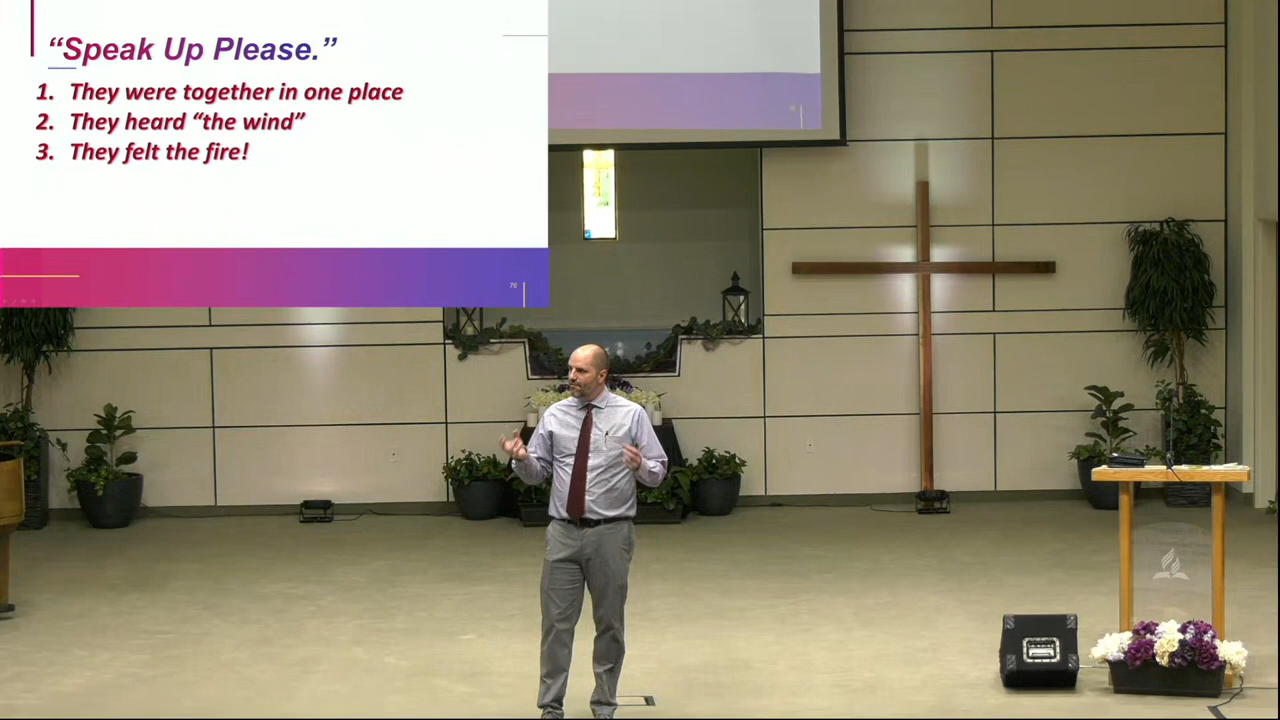 “Speak Up Please.”
1. They were together in one place
2. They heard “the wind”
3. They felt the fire!